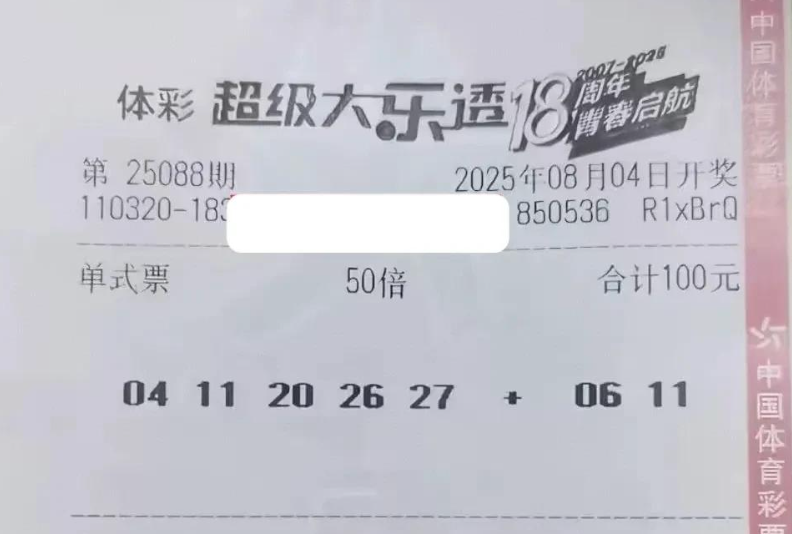 体彩 超级大乐透 18 周年 2007-2025 青春启航
第 25088期 2025年08月04日开奖
110320-183 850536 R1xBrQ
单式票 50倍 合计100元
04 11 20 26 27 + 06 11
中国体育彩票
中国体育彩票